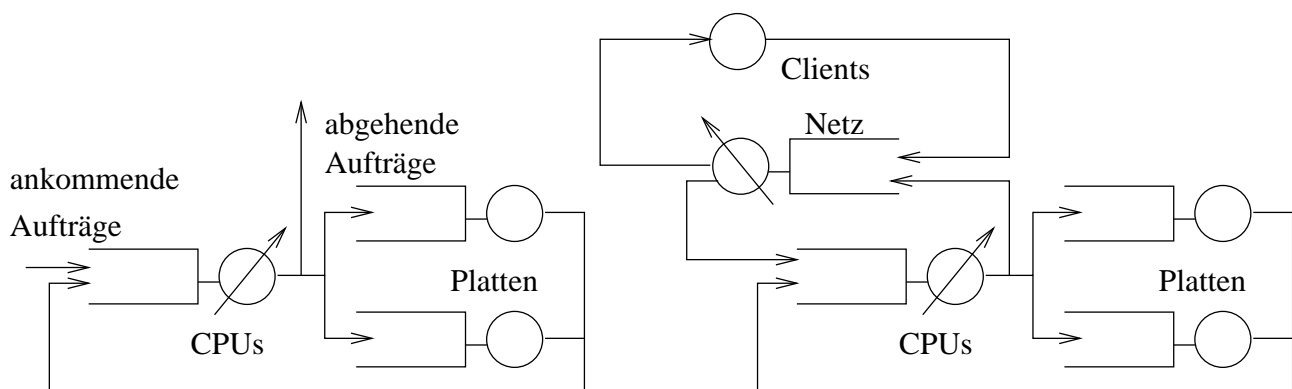 ankommende
Aufträge
abgehende
Aufträge
Platten
CPUs
Clients
Netz
Platten
CPUs